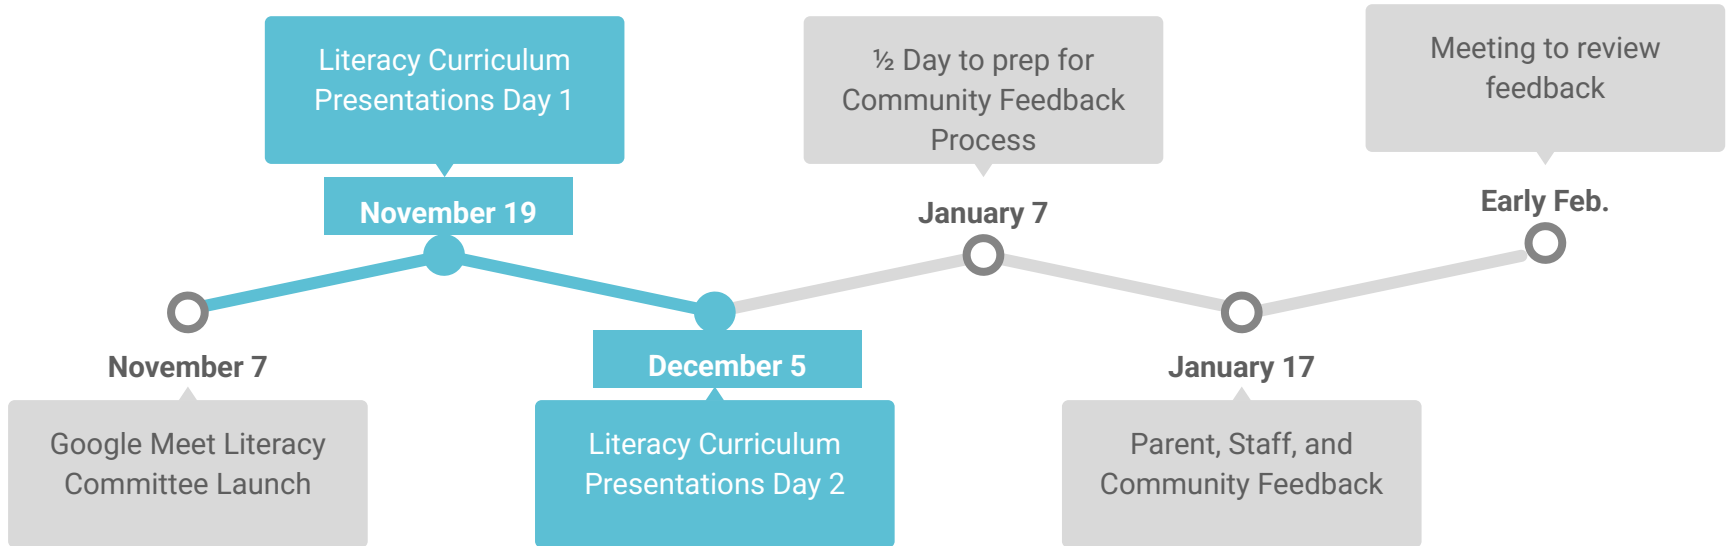 Literacy Curriculum
Presentations Day 1
November 19
½ Day to prep for
Community Feedback
Process
January 7
Meeting to review
feedback
Early Feb.
November 7
Google Meet Literacy
Committee Launch
December 5
Literacy Curriculum
Presentations Day 2
January 17
Parent, Staff, and
Community Feedback